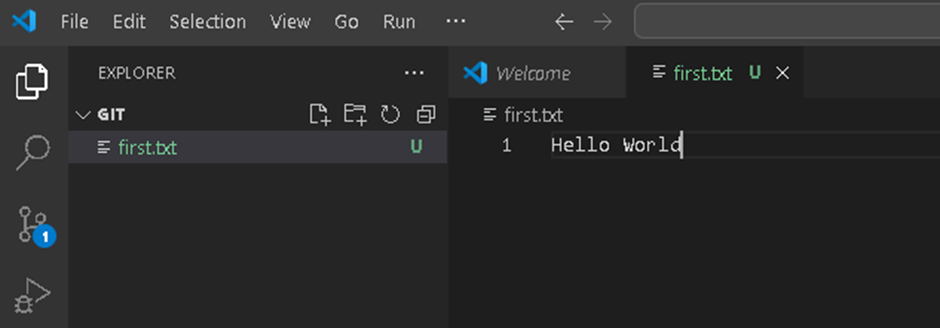 File Edit Selection View Go Run ...
EXPLORER ...
GIT
first.txt U
1
Welcome
first.txt U
first.txt
1 Hello World